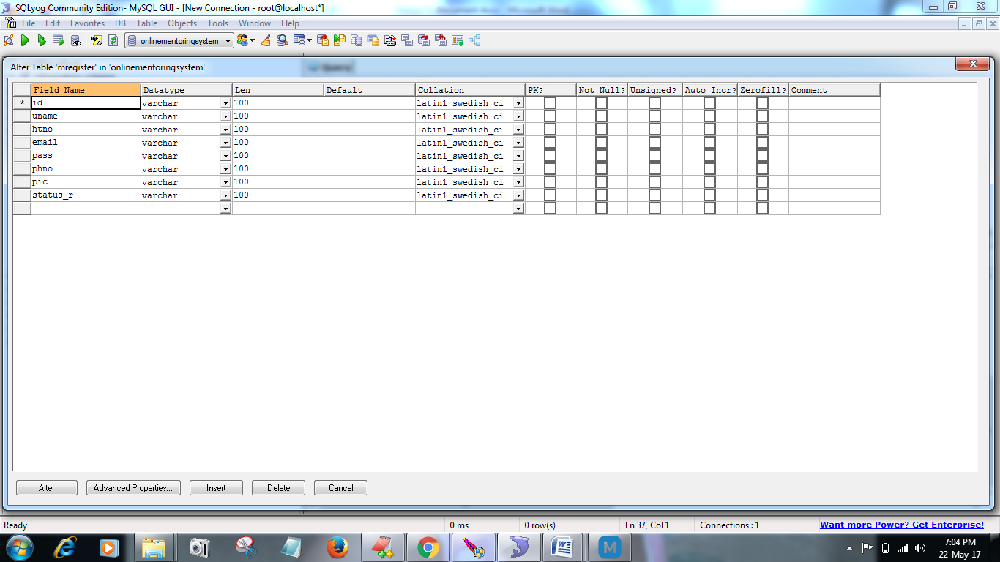 SQLyog Community Edition- MySQL GUI - [New Connection - root@localhost*]
File Edit Favorites DB Table Objects Tools Window Help
onlinementoringsystem
Alter Table 'mregister' in 'onlinementoringsystem'
Field Name Datatype Len Default Collation PK? Not Null? Unsigned? Auto Incr? Zerofill? Comment
* id varchar 100 latin1_swedish_ci
uname varchar 100 latin1_swedish_ci
htno varchar 100 latin1_swedish_ci
email varchar 100 latin1_swedish_ci
pass varchar 100 latin1_swedish_ci
phno varchar 100 latin1_swedish_ci
pic varchar 100 latin1_swedish_ci
status_r varchar 100 latin1_swedish_ci
Alter Advanced Properties... Insert Delete Cancel
Ready 0 ms 0 row(s) Ln 37, Col 1 Connections : 1 Want more Power? Get Enterprise!
7:04 PM
22-May-17